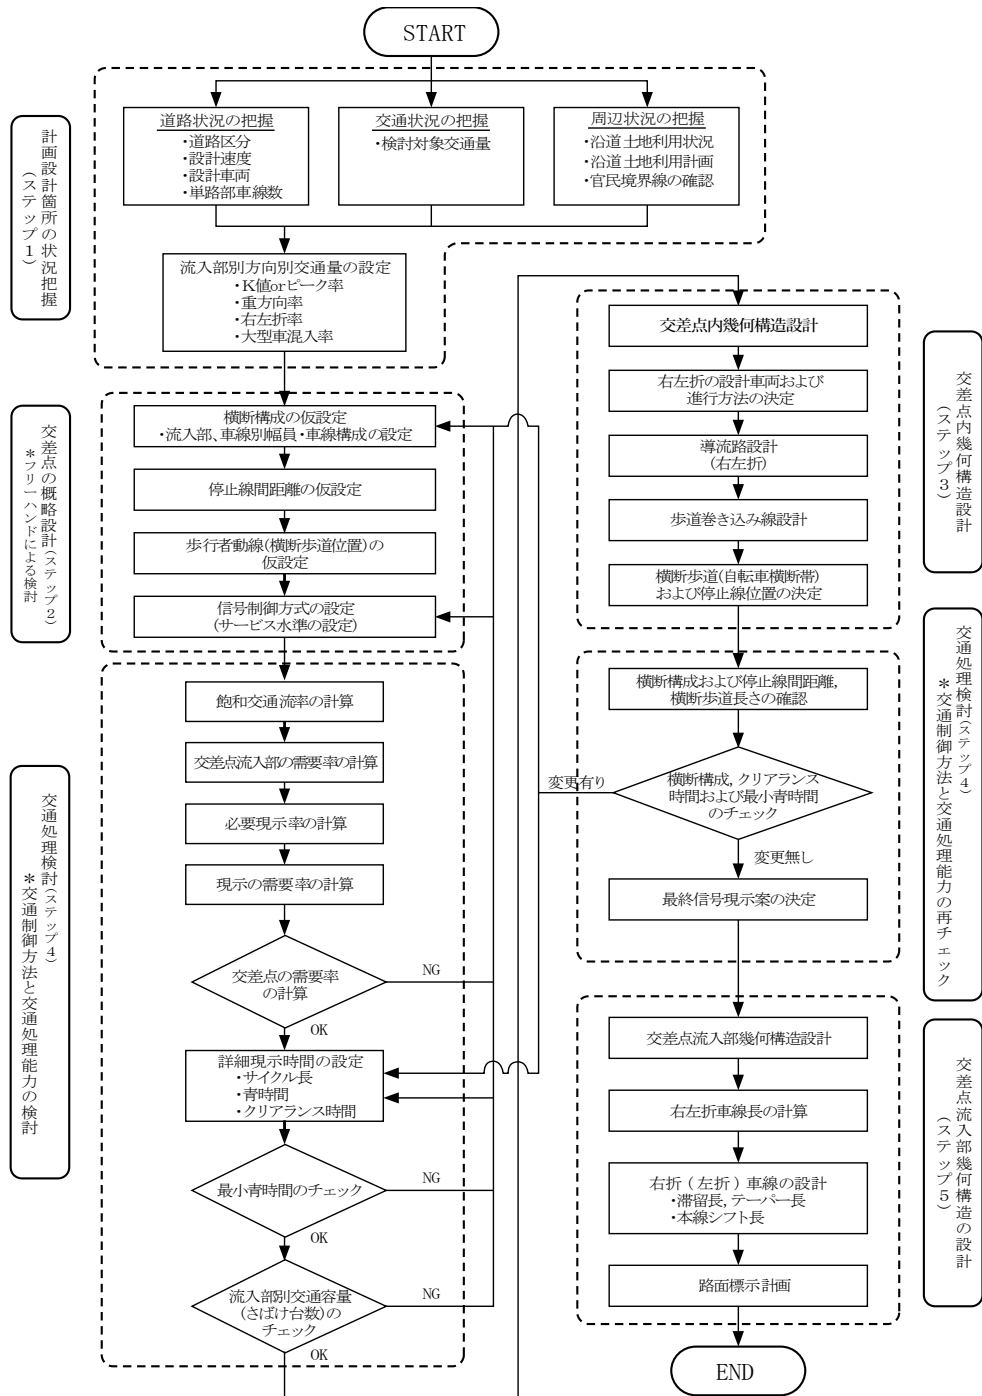 START
計画設計箇所の状況把握
(ステップ1)
道路状況の把握
・道路区分
・設計速度
・設計車両
・単路部車線数
交通状況の把握
・検討対象交通量
周辺状況の把握
・沿道土地利用状況
・沿道土地利用計画
・官民境界線の確認
流入部別方向別交通量の設定
・K値orピーク率
・重方向率
・右左折率
・大型車混入率
交差点の概略設計(ステップ2)
＊フリーハンドによる検討
横断構成の仮設定
・流入部、車線別幅員・車線構成の設定
停止線間距離の仮設定
歩行者動線(横断歩道位置)の
仮設定
信号制御方式の設定
(サービス水準の設定)
交通処理検討(ステップ4)
＊交通制御方法と交通処理能力の検討
飽和交通流率の計算
交差点流入部の需要率の計算
必要現示率の計算
現示の需要率の計算
交差点の需要率
の計算
NG
OK
詳細現示時間の設定
・サイクル長
・青時間
・クリアランス時間
最小青時間のチェック
NG
OK
流入部別交通容量
(さばけ台数)の
チェック
NG
OK
交差点内幾何構造設計
(ステップ3)
交差点内幾何構造設計
右左折の設計車両および
進行方法の決定
導流路設計
(右左折)
歩道巻き込み線設計
横断歩道(自転車横断帯)
および停止線位置の決定
交通処理検討(ステップ4)
＊交通制御方法と交通処理能力の再チェック
横断構成および停止線間距離,
横断歩道長さの確認
変更有り
横断構成,クリアランス
時間および最小青時間
のチェック
変更無し
最終信号現示案の決定
交差点流入部幾何構造の設計
(ステップ5)
交差点流入部幾何構造設計
右左折車線長の計算
右折(左折)車線の設計
・滞留長,テーパー長
・本線シフト長
路面標示計画
END